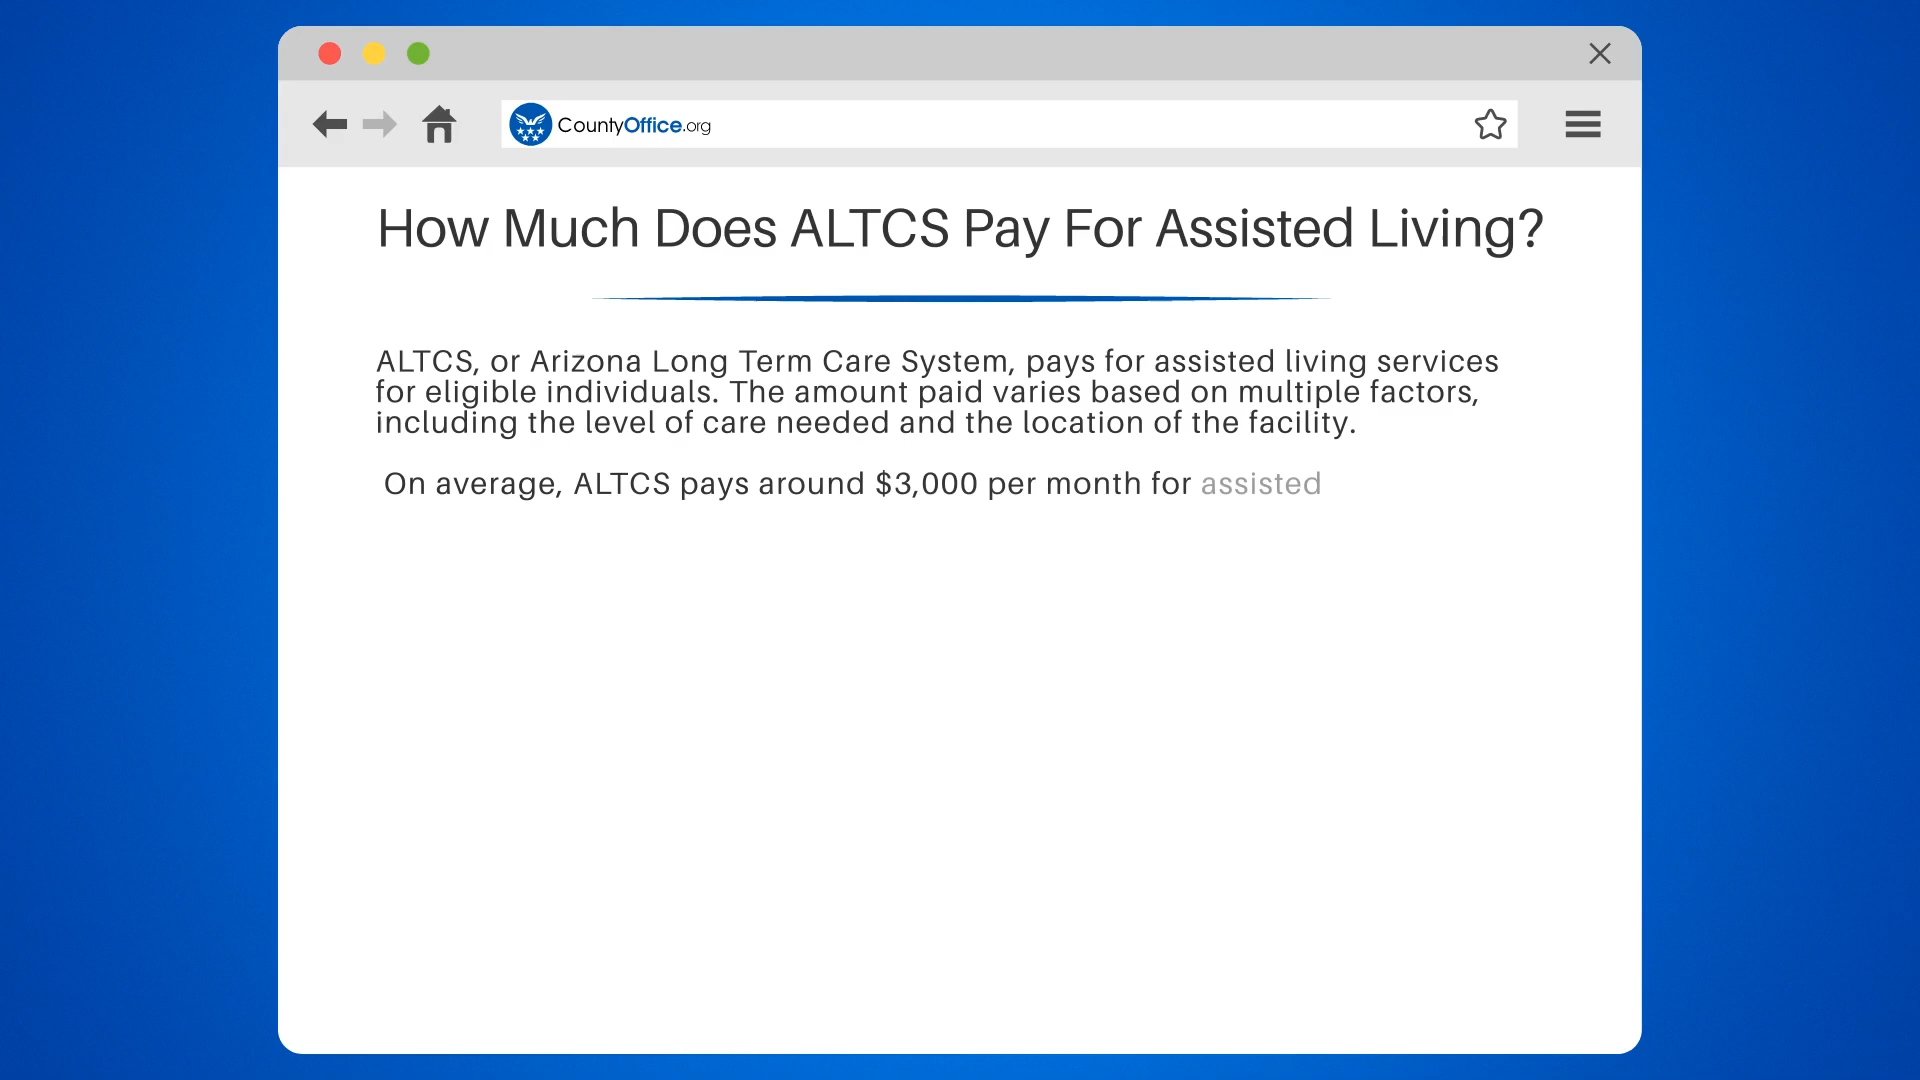 CountyOffice.org
How Much Does ALTCS Pay For Assisted Living?
ALTCS, or Arizona Long Term Care System, pays for assisted living services
for eligible individuals. The amount paid varies based on multiple factors,
including the level of care needed and the location of the facility.
On average, ALTCS pays around $3,000 per month for assisted